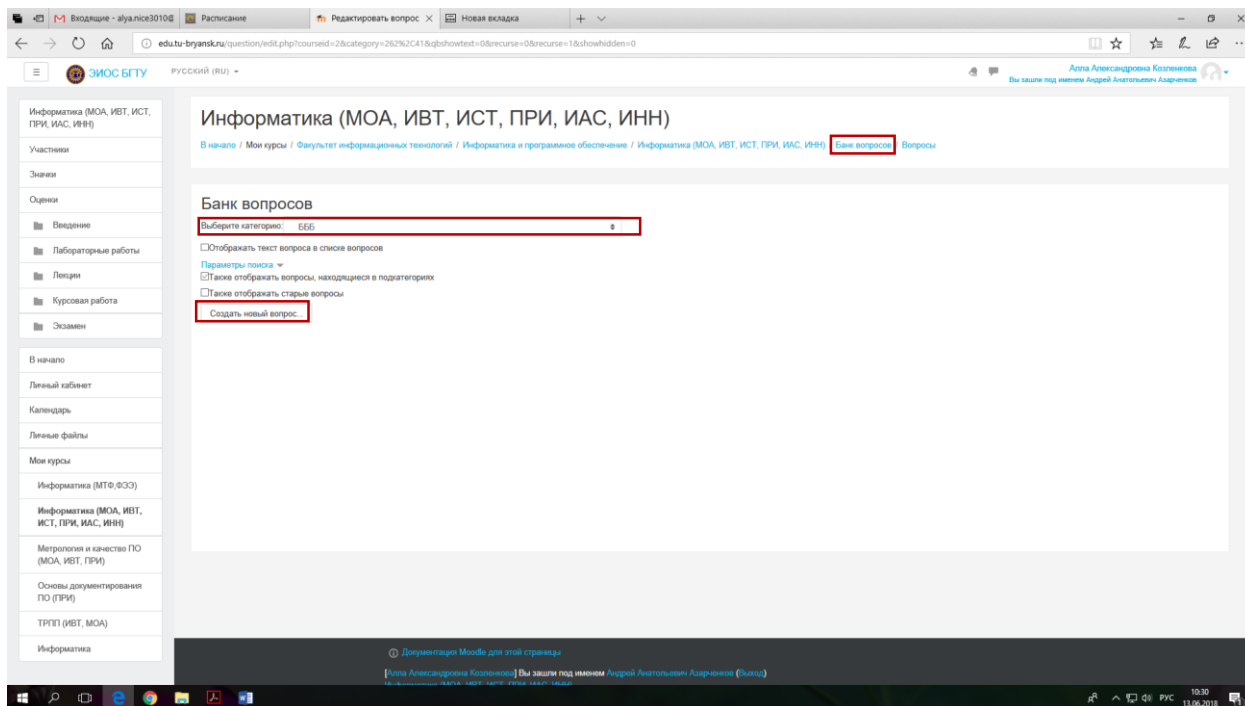 Входящие - alya.nice3010@
Расписание
Редактировать вопрос
Новая вкладка
edu.tu-bryansk.ru/question/edit.php?courseid=2&category=262%2C41&qbshowtext=0&recurse=0&recurse=1&showhidden=0
ЭИОС БГТУ
РУССКИЙ (RU)
Алла Александровна Козленкова
Вы зашли под именем Андрей Анатольевич Азарченков
Информатика (МОА, ИВТ, ИСТ,
ПРИ, ИАС, ИНН)
Участники
Значки
Оценки
Введение
Лабораторные работы
Лекции
Курсовая работа
Экзамен
В начало
Личный кабинет
Календарь
Личные файлы
Мои курсы
Информатика (МТФ,ФЭЭ)
Информатика (МОА, ИВТ,
ИСТ, ПРИ, ИАС, ИНН)
Метрология и качество ПО
(МОА, ИВТ, ПРИ)
Основы документирования
ПО (ПРИ)
ТРПП (ИВТ, МОА)
Информатика
Информатика (МОА, ИВТ, ИСТ, ПРИ, ИАС, ИНН)
В начало / Мои курсы / Факультет информационных технологий / Информатика и программное обеспечение / Информатика (МОА, ИВТ, ИСТ, ПРИ, ИАС, ИНН) / Банк вопросов / Вопросы
Банк вопросов
Выберите категорию: БББ
Отображать текст вопроса в списке вопросов
Параметры поиска
Также отображать вопросы, находящиеся в подкатегориях
Также отображать старые вопросы
Создать новый вопрос...
Документация Moodle для этой страницы
[Алла Александровна Козленкова] Вы зашли под именем Андрей Анатольевич Азарченков (Выход)
РУС
10:30
13.06.2018